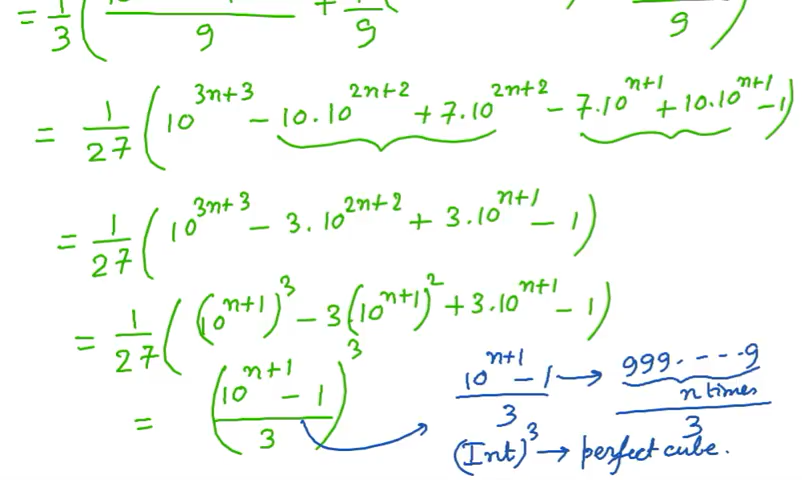 = 1/3 ( /9 + /9 ( ) /9 )
= 1/27 (10^{3n+3} - 10.10^{2n+2} + 7.10^{2n+2} - 7.10^{n+1} + 10.10^{n+1} - 1)
= 1/27 (10^{3n+3} - 3.10^{2n+2} + 3.10^{n+1} - 1)
= 1/27 ((10^{n+1})^3 - 3(10^{n+1})^2 + 3.10^{n+1} - 1)
= ((10^{n+1} - 1)/3)^3
(10^{n+1} - 1)/3 → 999.---9/3
n times
(Int)^3 → perfect cube.